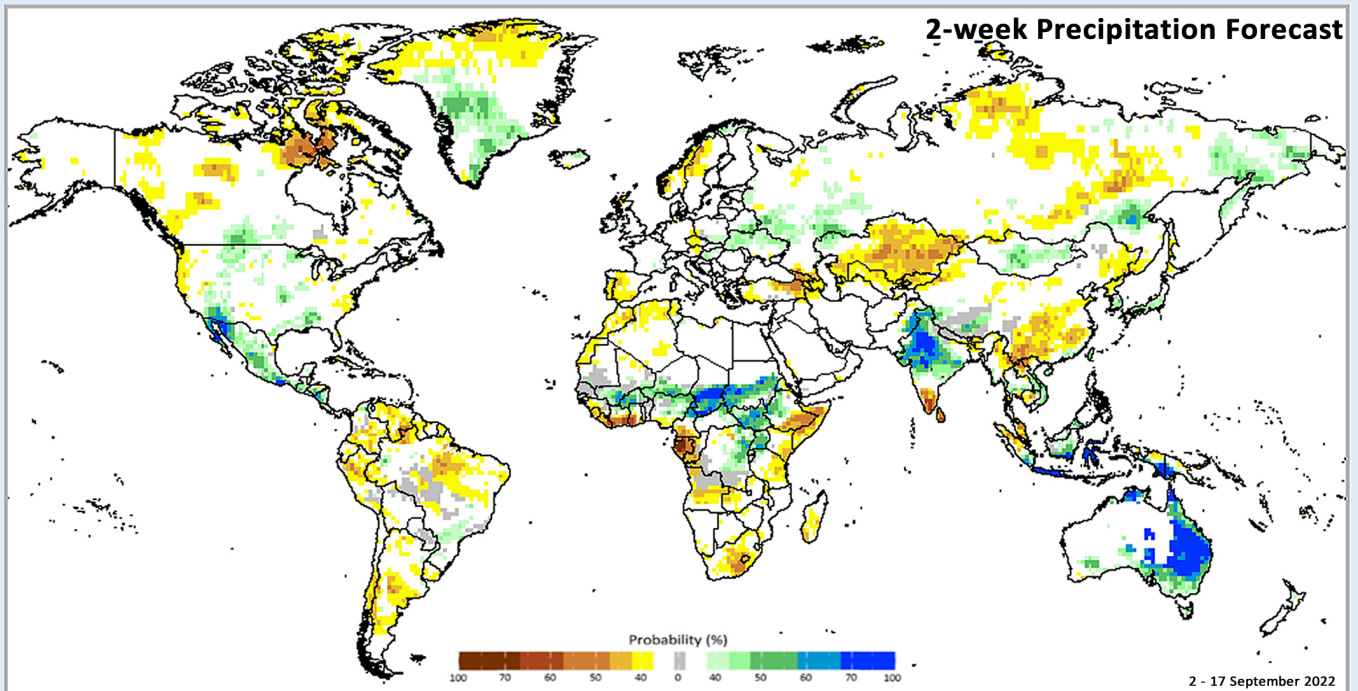 2-week Precipitation Forecast
Probability (%)
100 70 60 50 40 0 40 50 60 70 100
2 - 17 September 2022